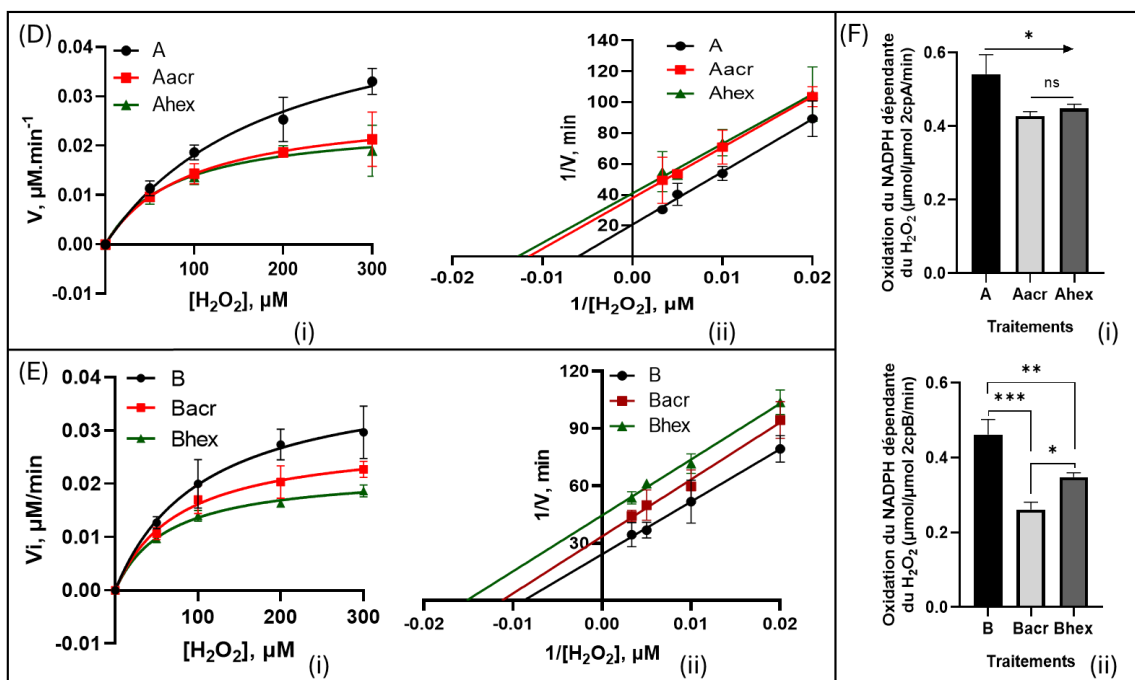 (D)
A
Aacr
Ahex
V, µM.min⁻¹
0.04
0.03
0.02
0.01
0.00
-0.01
100
200
300
[H₂O₂], µM
(i)
A
Aacr
Ahex
1/V, min
140
120
100
80
60
40
20
-0.02
-0.01
0.00
0.01
0.02
1/[H₂O₂], µM
(ii)
(E)
B
Bacr
Bhex
Vi, µM/min
0.04
0.03
0.02
0.01
0.00
-0.01
100
200
300
[H₂O₂], µM
(i)
B
Bacr
Bhex
1/V, min
120
90
60
30
-0.02
-0.01
0.00
0.01
0.02
1/[H₂O₂], µM
(ii)
(F)
Oxidation du NADPH dépendante
du H₂O₂ (µmol/µmol 2cpA/min)
0.6
0.4
0.2
0.0
*
ns
A Aacr Ahex
Traitements
(i)
Oxidation du NADPH dépendante
du H₂O₂ (µmol/µmol 2cpB/min)
0.6
0.4
0.2
0.0
**
***
*
B Bacr Bhex
Traitements
(ii)